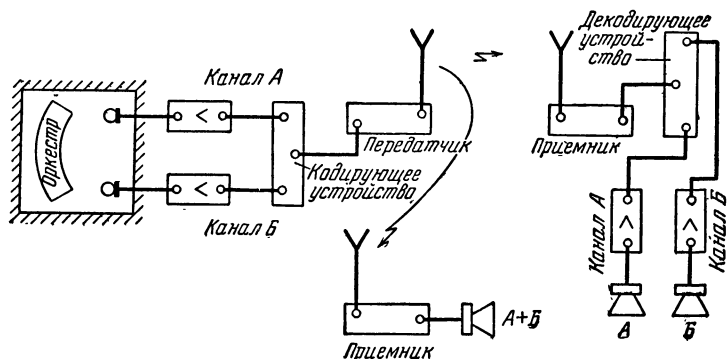 Оркестр
Канал А
<
<
Канал Б
Кодирующее
устройство
Передатчик
Приемник
А+Б
Декодирующее
устрой-
ство
Приемник
Канал А
<
Канал Б
<
А
Б